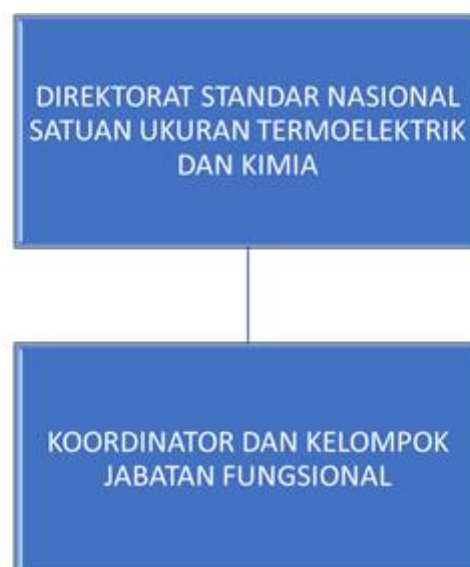 DIREKTORAT STANDAR NASIONAL
SATUAN UKURAN TERMOELEKTRIK
DAN KIMIA
KOORDINATOR DAN KELOMPOK
JABATAN FUNGSIONAL